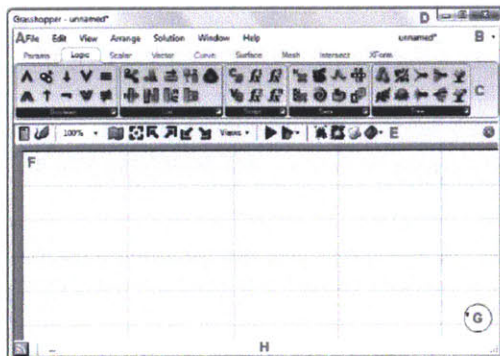 Grasshopper - unnamed* D
A File Edit View Arrange Solution Window Help unnamed* B
Params Logic Scalar Vector Curve Surface Mesh Intersect XForm
C
100% Views E
F
G
H